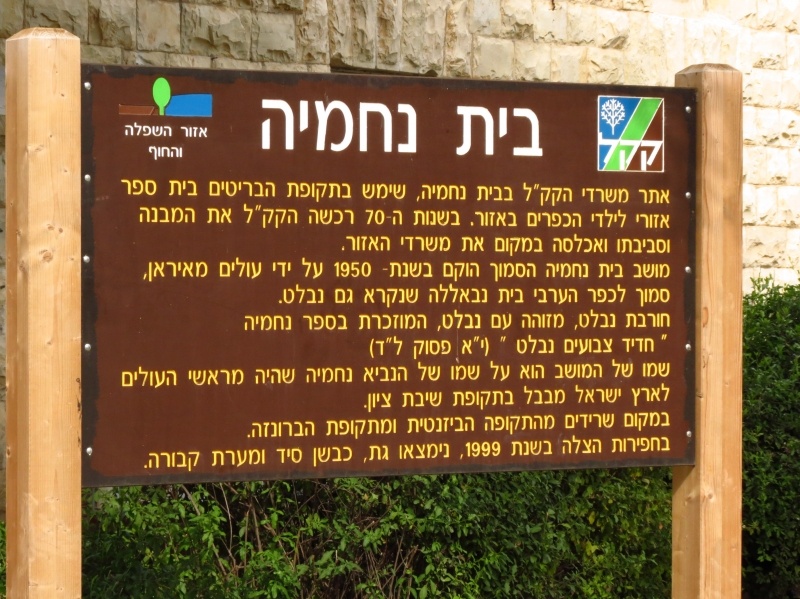 בית נחמיה
קקל
אזור השפלה
והחוף
אתר משרדי הקק"ל בבית נחמיה, שימש בתקופת הבריטים בית ספר
אזורי לילדי הכפרים באזור. בשנות ה-70 רכשה הקק"ל את המבנה
וסביבתו ואכלסה במקום את משרדי האזור.
מושב בית נחמיה הסמוך הוקם בשנת- 1950 על ידי עולים מאיראן,
סמוך לכפר הערבי בית נבאללה שנקרא גם נבלט.
חורבת נבלט, מזוהה עם נבלט, המוזכרת בספר נחמיה
" חדיד צבועים נבלט " (י"א פסוק ל"ד)
שמו של המושב הוא על שמו של הנביא נחמיה שהיה מראשי העולים
לארץ ישראל מבבל בתקופת שיבת ציון.
במקום שרידים מהתקופה הביזנטית ומתקופת הברונזה.
בחפירות הצלה בשנת 1999, נימצאו גת, כבשן סיד ומערת קבורה.